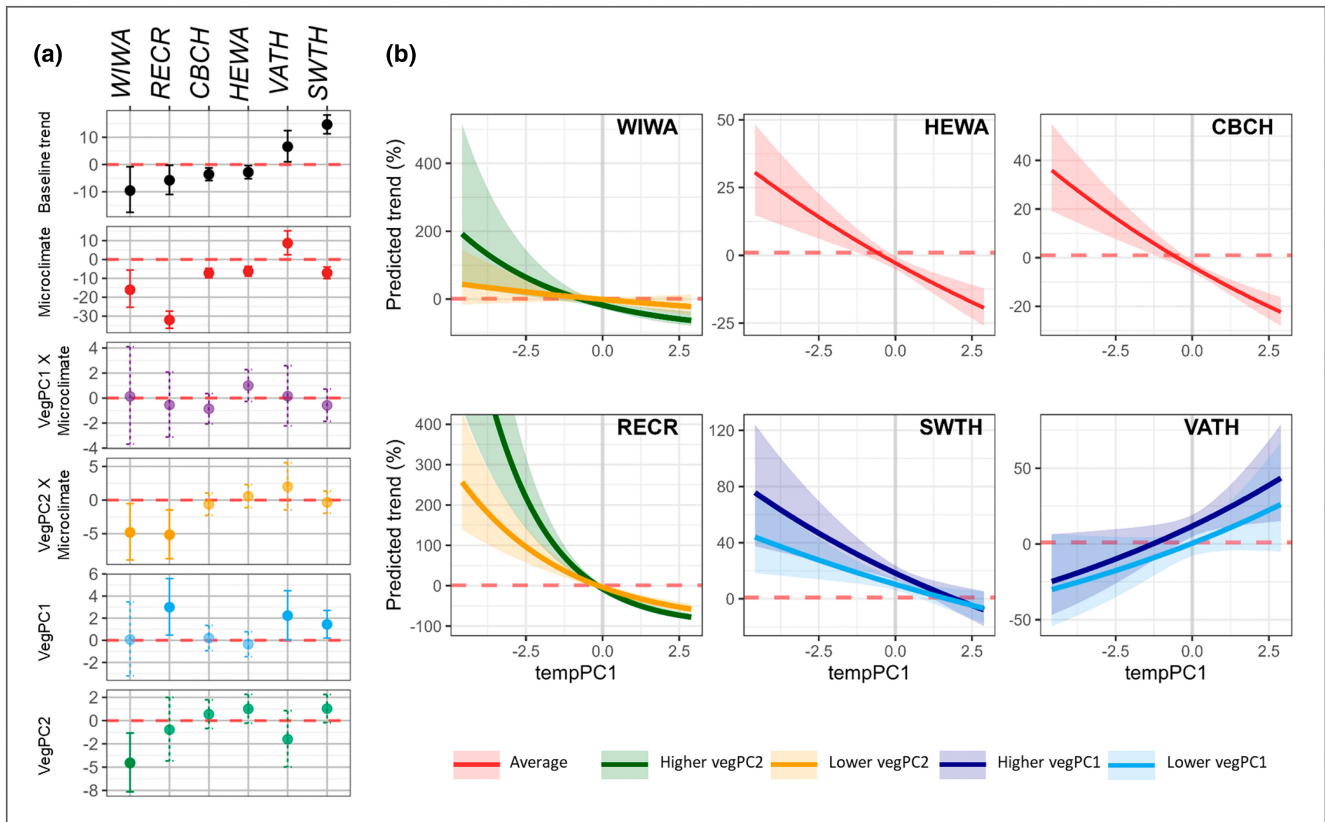 (a)
WIWA RECR CBCH HEWA VATH SWTH
Baseline trend
10
0
-10
Microclimate
10
0
-10
-20
-30
VegPC1 X
Microclimate
4
2
0
-2
-4
VegPC2 X
Microclimate
5
0
-5
VegPC1
6
4
2
0
-2
VegPC2
2
0
-2
-5
-8
(b)
Predicted trend (%)
WIWA
400
200
0
-2.5 0.0 2.5
HEWA
50
25
0
-25
-2.5 0.0 2.5
CBCH
40
20
0
-20
-2.5 0.0 2.5
Predicted trend (%)
RECR
400
300
200
100
0
-100
-2.5 0.0 2.5
tempPC1
SWTH
120
80
40
0
-2.5 0.0 2.5
tempPC1
VATH
50
0
-50
-2.5 0.0 2.5
tempPC1
Average Higher vegPC2 Lower vegPC2 Higher vegPC1 Lower vegPC1